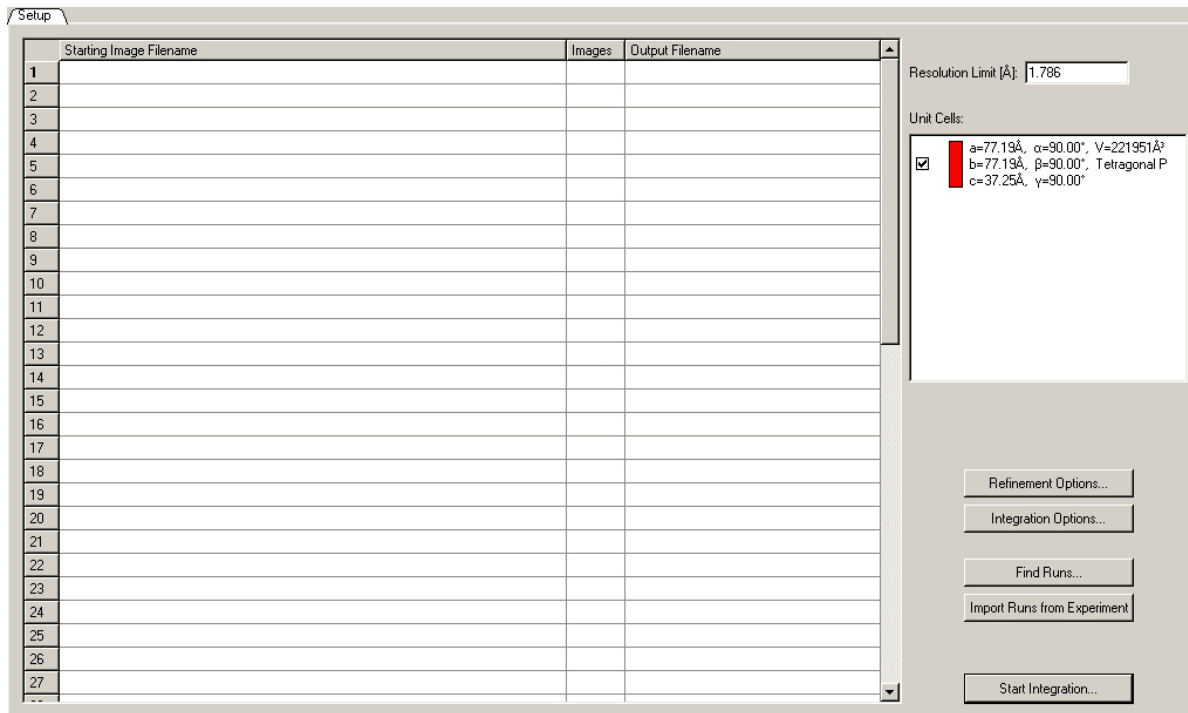 Setup
Starting Image Filename Images Output Filename
1
2
3
4
5
6
7
8
9
10
11
12
13
14
15
16
17
18
19
20
21
22
23
24
25
26
27
Resolution Limit [Å]: 1.786
Unit Cells:
a=77.19Å, α=90.00°, V=221951Å³
b=77.19Å, β=90.00°, Tetragonal P
c=37.25Å, γ=90.00°
Refinement Options...
Integration Options...
Find Runs...
Import Runs from Experiment
Start Integration...